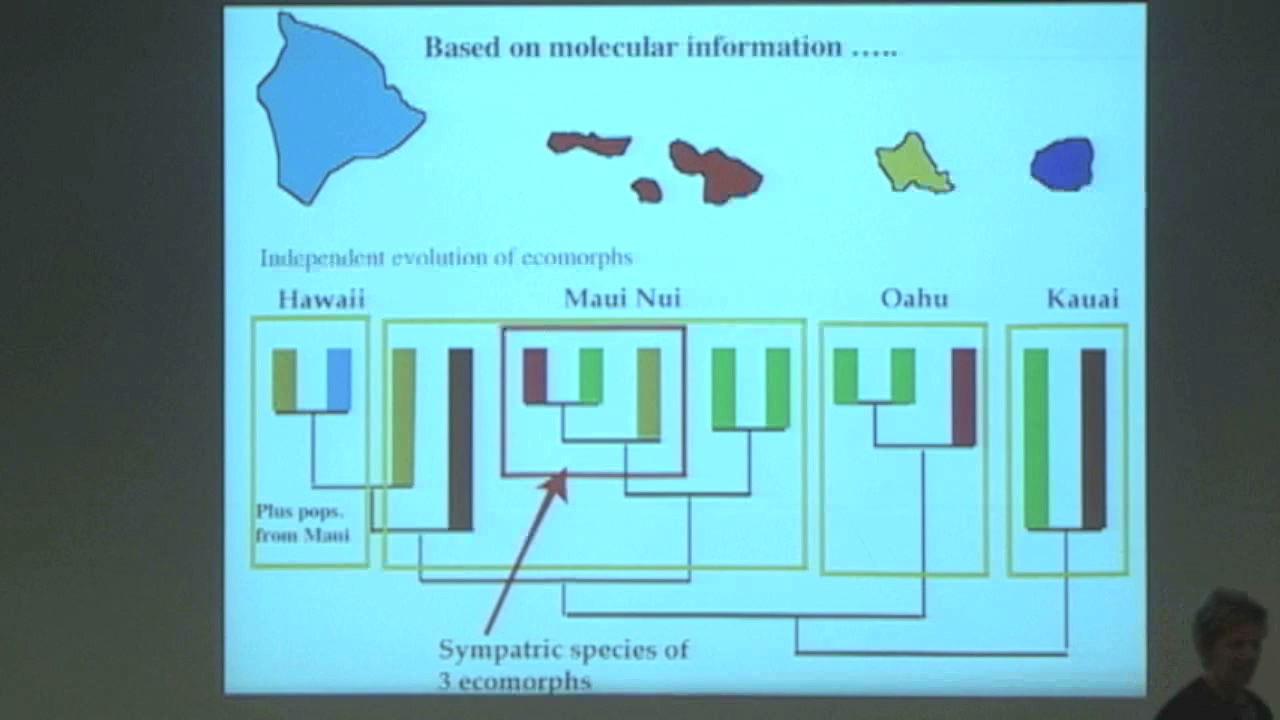 Based on molecular information .....
Independent evolution of ecomorphs
Hawaii
Maui Nui
Oahu
Kauai
Plus pops.
from Maui
Sympatric species of
3 ecomorphs